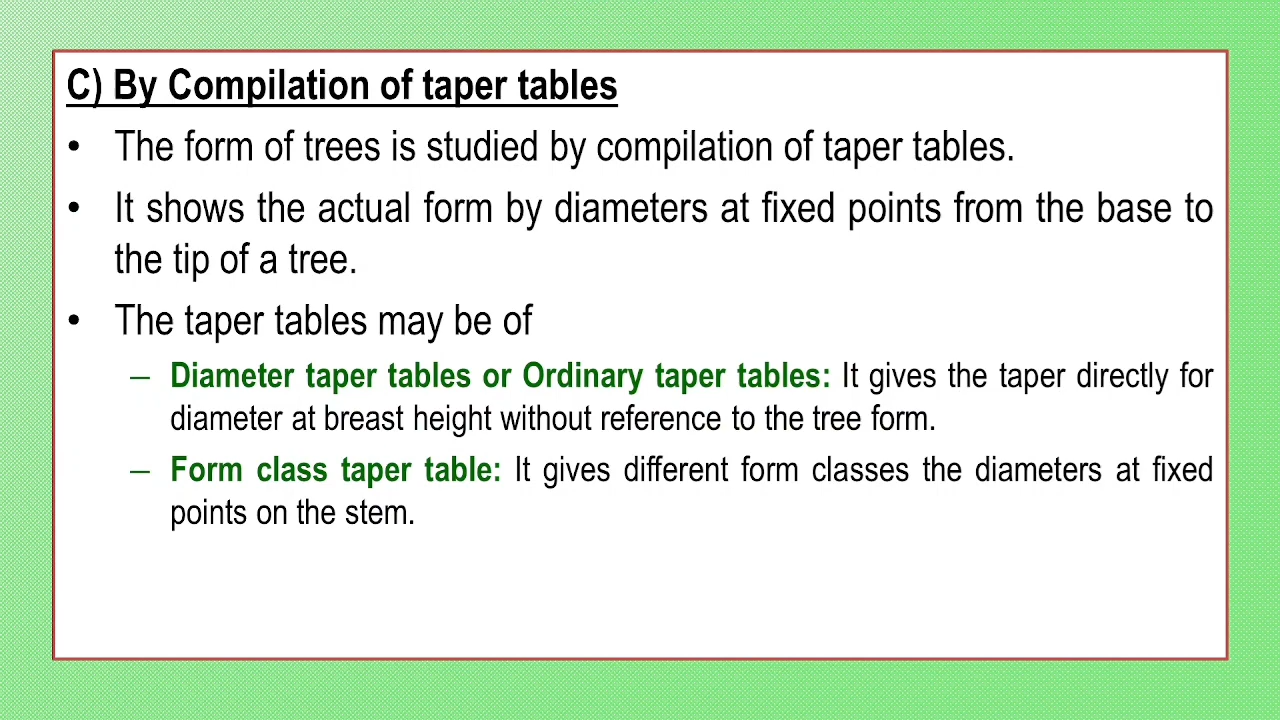 C) By Compilation of taper tables
• The form of trees is studied by compilation of taper tables.
• It shows the actual form by diameters at fixed points from the base to
the tip of a tree.
• The taper tables may be of
– Diameter taper tables or Ordinary taper tables: It gives the taper directly for
diameter at breast height without reference to the tree form.
– Form class taper table: It gives different form classes the diameters at fixed
points on the stem.